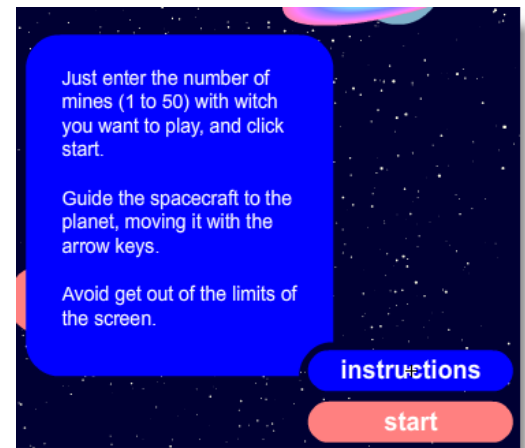 Just enter the number of
mines (1 to 50) with witch
you want to play, and click
start.
Guide the spacecraft to the
planet, moving it with the
arrow keys.
Avoid get out of the limits of
the screen.
instructions
start